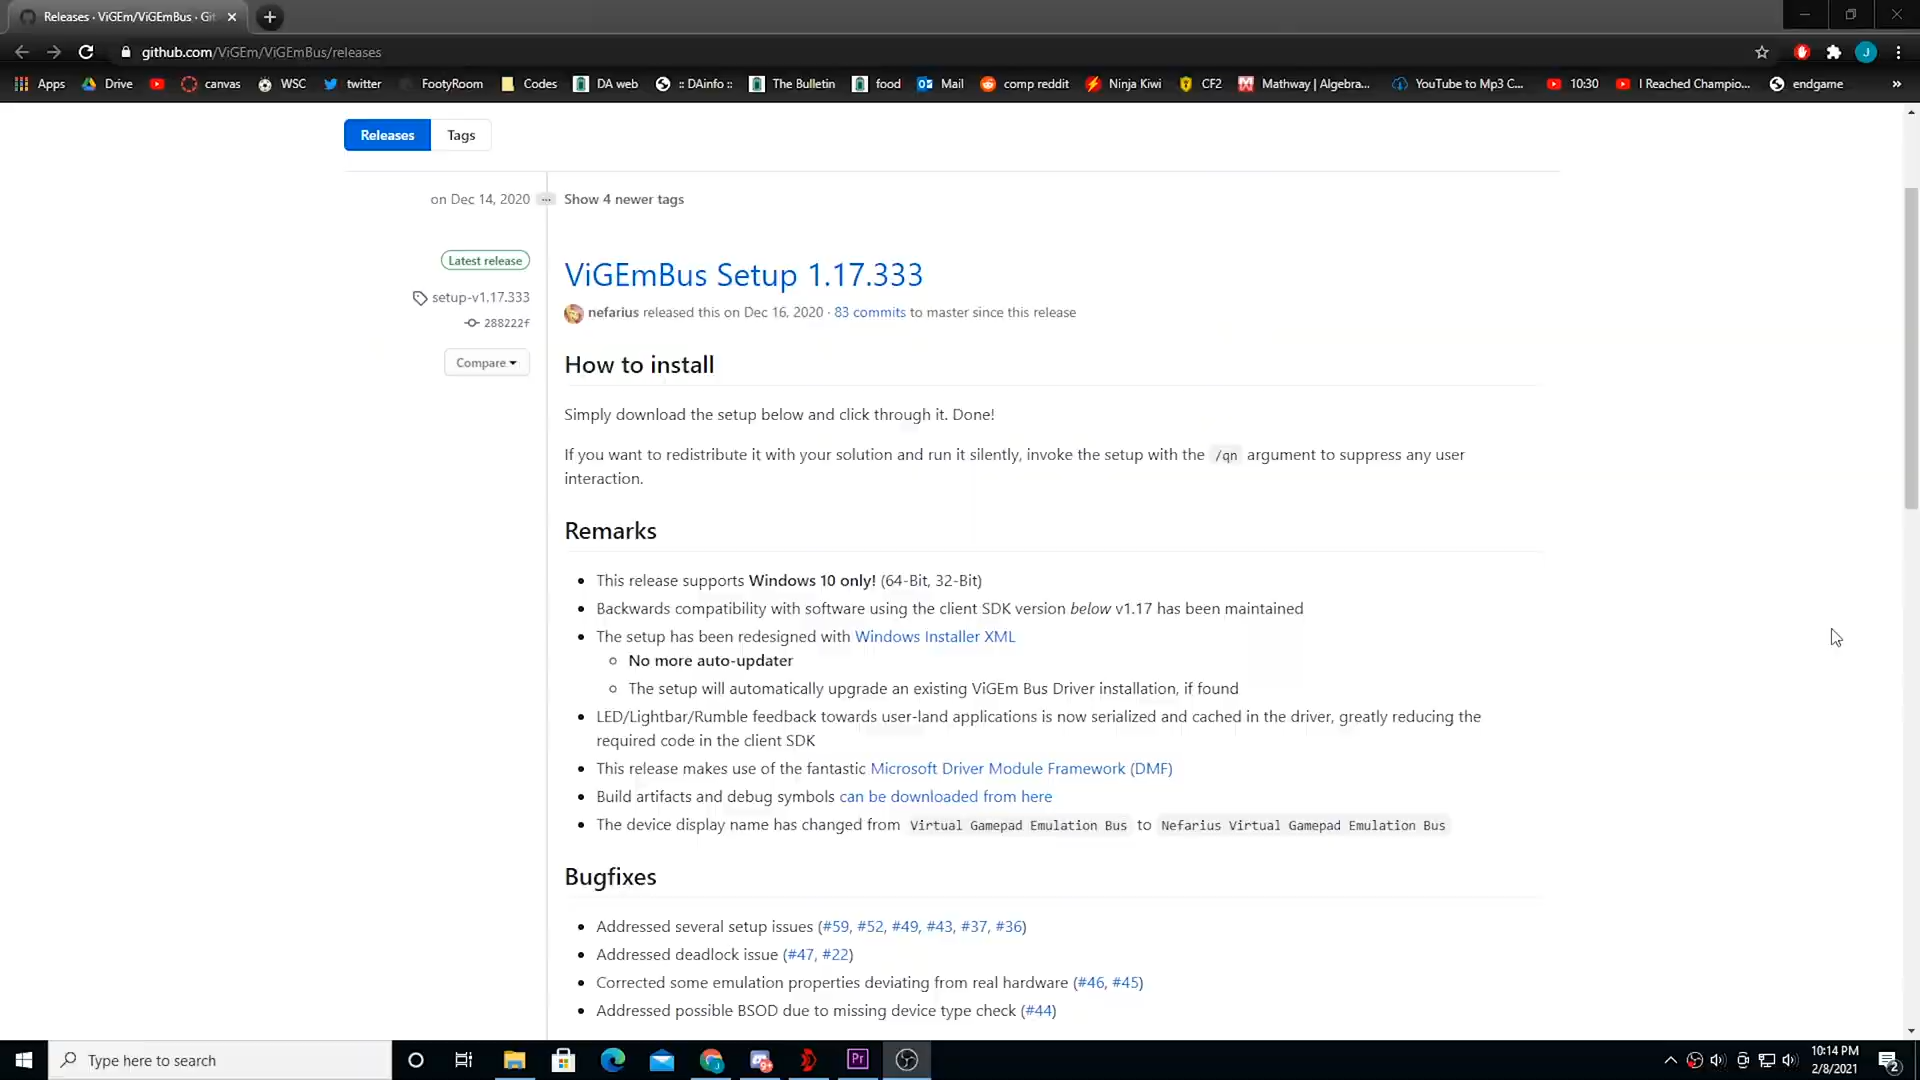 Releases · ViGEm/ViGEmBus · Git
github.com/ViGEm/ViGEmBus/releases
J
Apps
Drive
canvas
WSC
twitter
FootyRoom
Codes
DA web
:: DAinfo ::
The Bulletin
food
Mail
comp reddit
Ninja Kiwi
CF2
Mathway | Algebra...
YouTube to Mp3 C...
10:30
I Reached Champio...
endgame
»
Releases
Tags
on Dec 14, 2020
Show 4 newer tags
Latest release
ViGEmBus Setup 1.17.333
setup-v1.17.333
nefarius released this on Dec 16, 2020 · 83 commits to master since this release
288222f
Compare
How to install
Simply download the setup below and click through it. Done!
If you want to redistribute it with your solution and run it silently, invoke the setup with the /qn argument to suppress any user
interaction.
Remarks
• This release supports Windows 10 only! (64-Bit, 32-Bit)
• Backwards compatibility with software using the client SDK version below v1.17 has been maintained
• The setup has been redesigned with Windows Installer XML
○ No more auto-updater
○ The setup will automatically upgrade an existing ViGEm Bus Driver installation, if found
• LED/Lightbar/Rumble feedback towards user-land applications is now serialized and cached in the driver, greatly reducing the
required code in the client SDK
• This release makes use of the fantastic Microsoft Driver Module Framework (DMF)
• Build artifacts and debug symbols can be downloaded from here
• The device display name has changed from Virtual Gamepad Emulation Bus to Nefarius Virtual Gamepad Emulation Bus
Bugfixes
• Addressed several setup issues (#59, #52, #49, #43, #37, #36)
• Addressed deadlock issue (#47, #22)
• Corrected some emulation properties deviating from real hardware (#46, #45)
• Addressed possible BSOD due to missing device type check (#44)
Type here to search
Pr
10:14 PM
2/8/2021
2